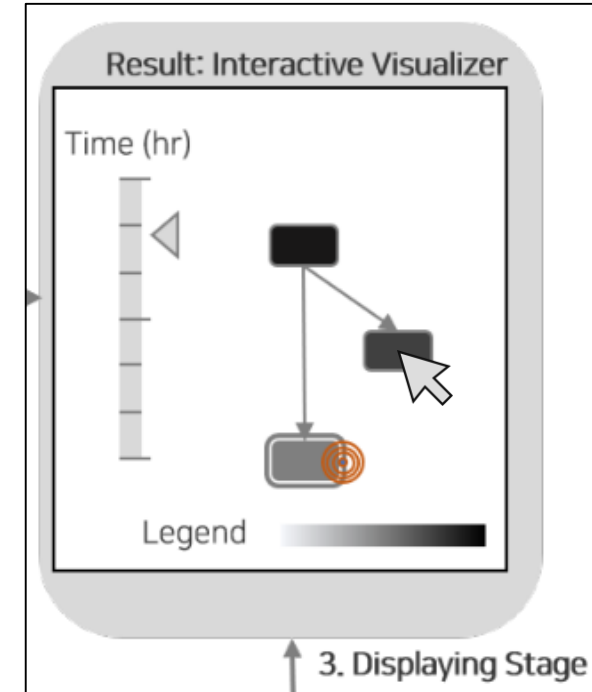 Result: Interactive Visualizer
Time (hr)
Legend
3. Displaying Stage